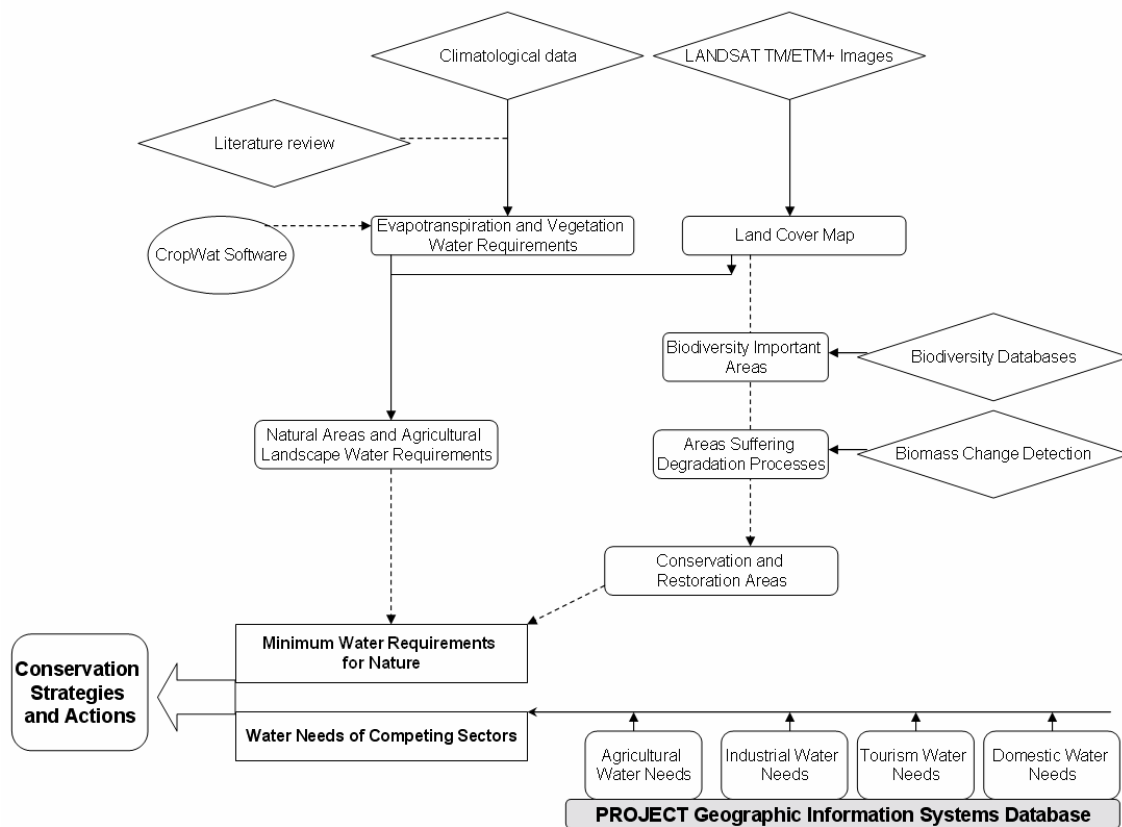 Climatological data
LANDSAT TM/ETM+ Images
Literature review
Evapotranspiration and Vegetation
Water Requirements
Land Cover Map
CropWat Software
Biodiversity Important
Areas
Biodiversity Databases
Natural Areas and Agricultural
Landscape Water Requirements
Areas Suffering
Degradation Processes
Biomass Change Detection
Conservation and
Restoration Areas
Minimum Water Requirements
for Nature
Conservation
Strategies
and Actions
Water Needs of Competing Sectors
Agricultural
Water Needs
Industrial Water
Needs
Tourism Water
Needs
Domestic Water
Needs
PROJECT Geographic Information Systems Database